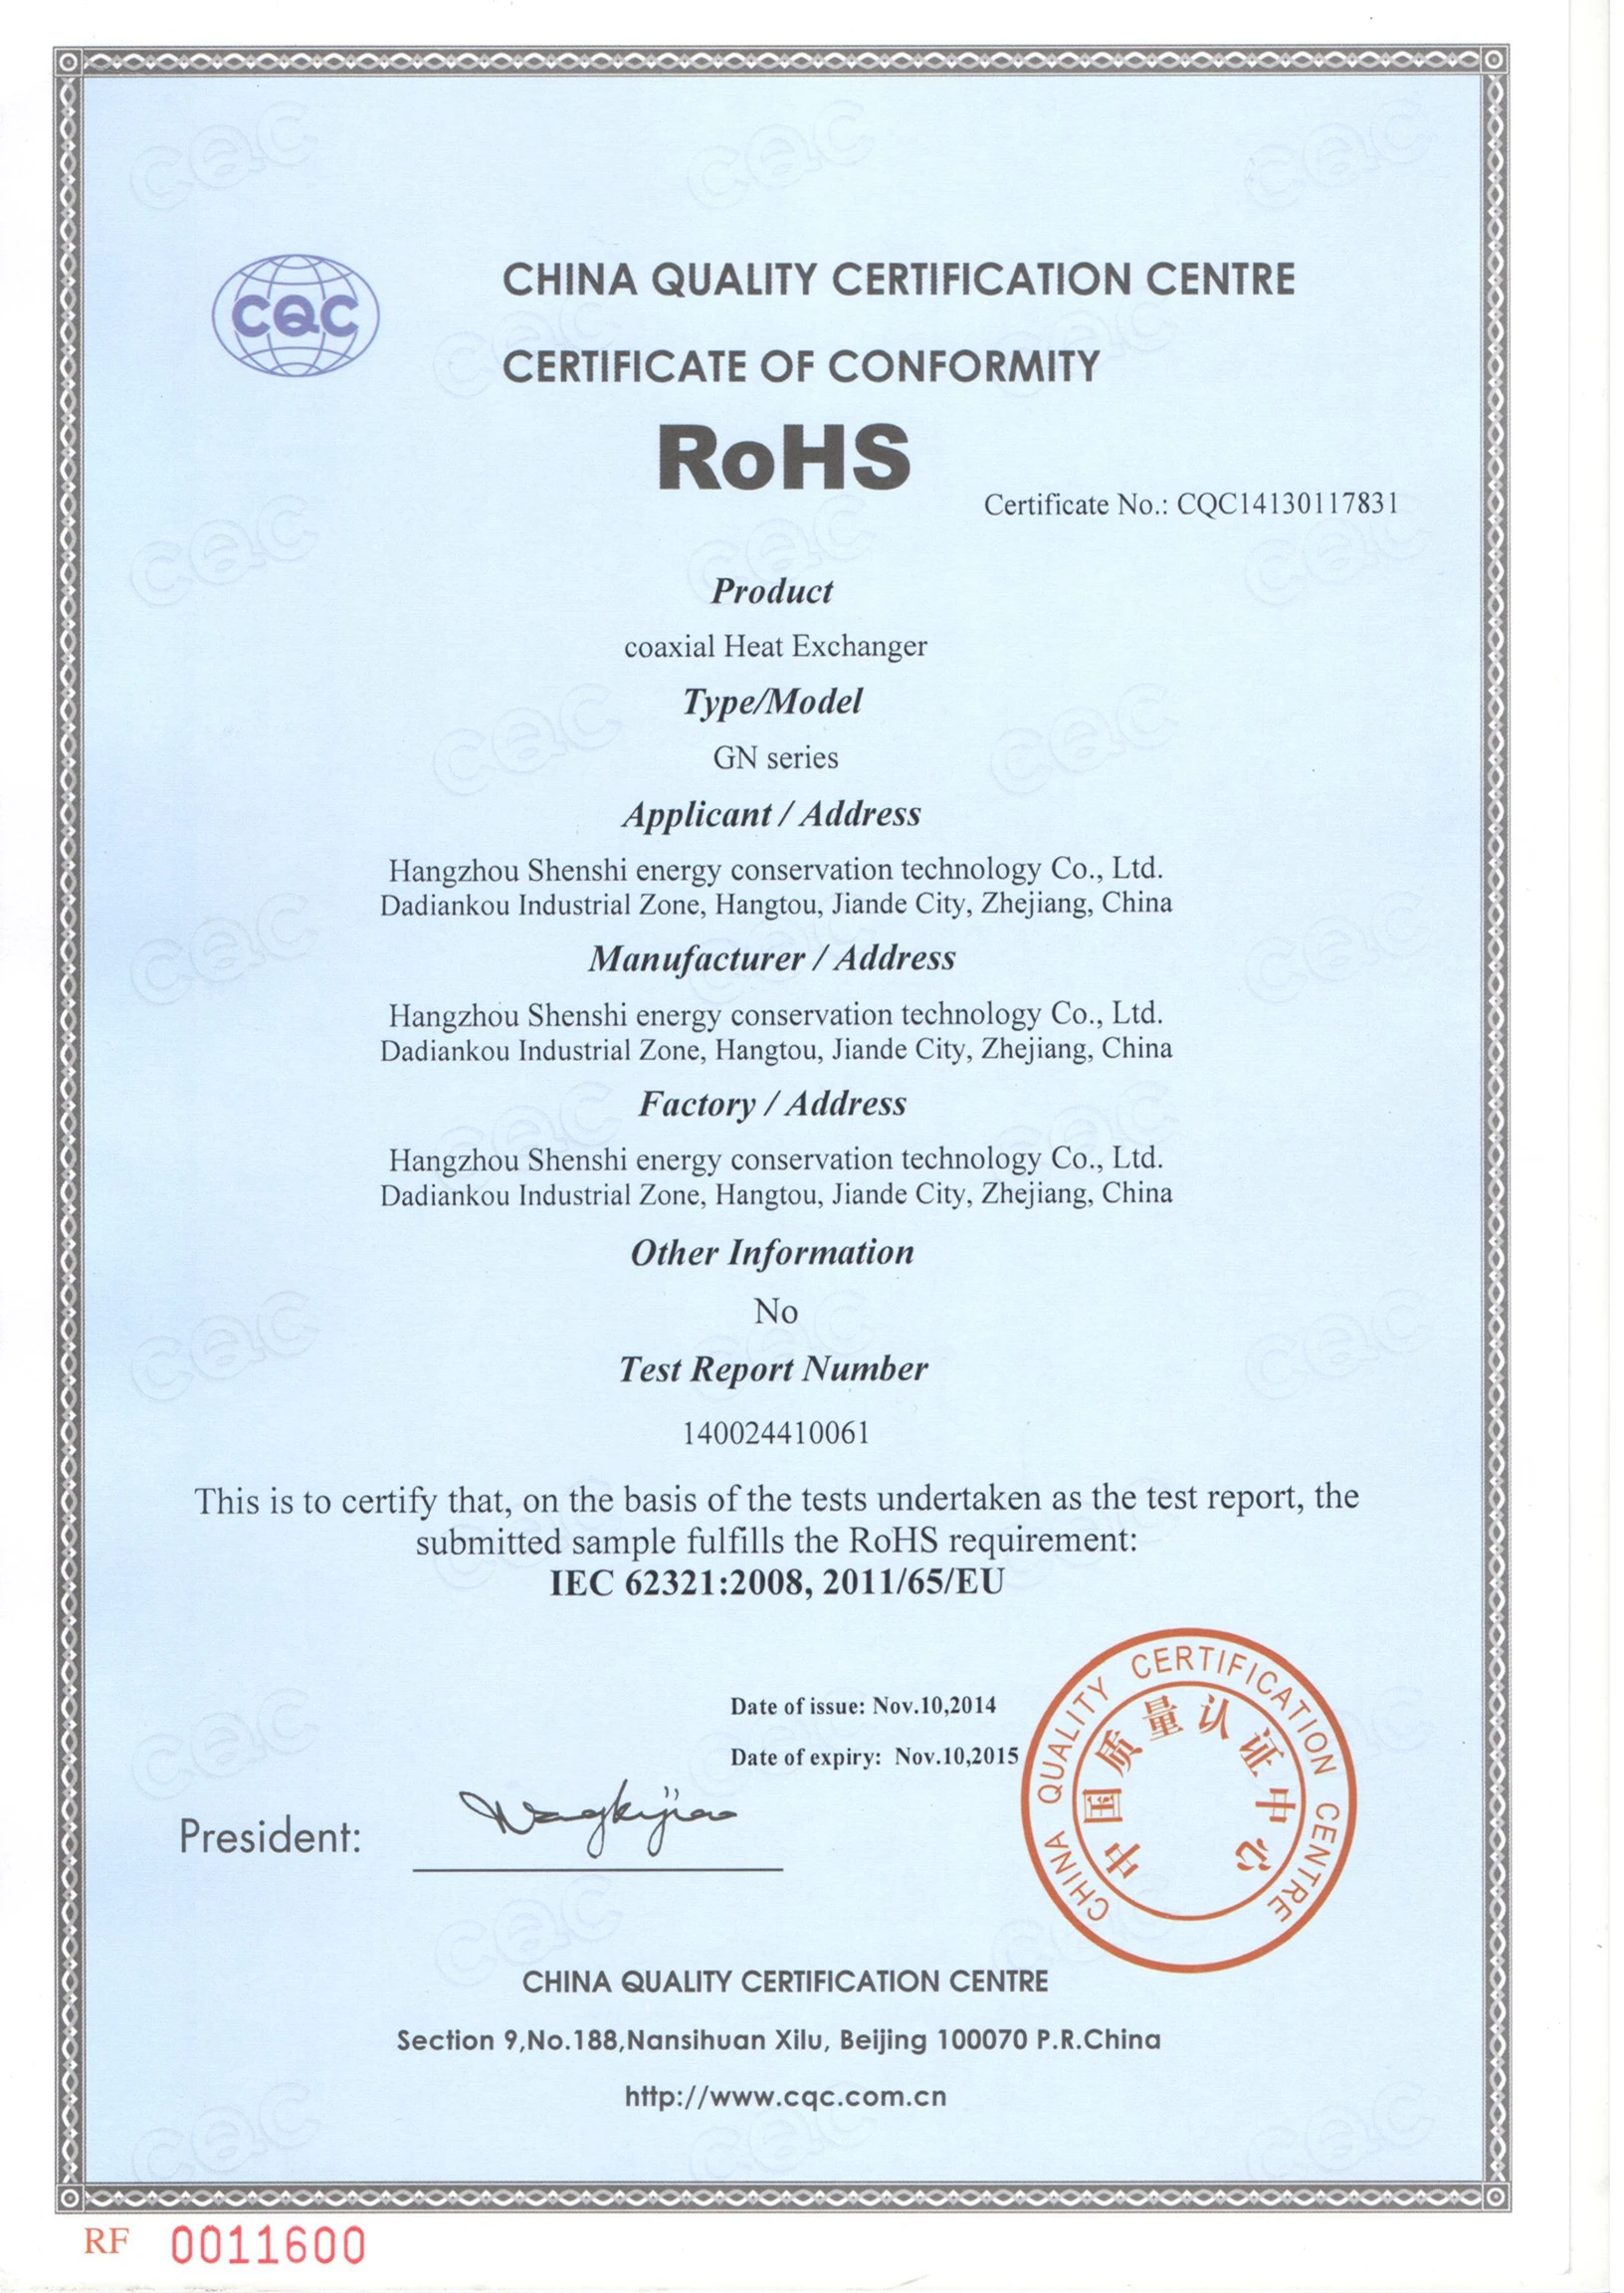 CQC
CHINA QUALITY CERTIFICATION CENTRE
CERTIFICATE OF CONFORMITY
RoHS
Certificate No.: CQC14130117831
Product
coaxial Heat Exchanger
Type/Model
GN series
Applicant / Address
Hangzhou Shenshi energy conservation technology Co., Ltd.
Dadiankou Industrial Zone, Hangtou, Jiande City, Zhejiang, China
Manufacturer / Address
Hangzhou Shenshi energy conservation technology Co., Ltd.
Dadiankou Industrial Zone, Hangtou, Jiande City, Zhejiang, China
Factory / Address
Hangzhou Shenshi energy conservation technology Co., Ltd.
Dadiankou Industrial Zone, Hangtou, Jiande City, Zhejiang, China
Other Information
No
Test Report Number
140024410061
This is to certify that, on the basis of the tests undertaken as the test report, the
submitted sample fulfills the RoHS requirement:
IEC 62321:2008, 2011/65/EU
Date of issue: Nov.10,2014
Date of expiry: Nov.10,2015
President:
CHINA QUALITY CERTIFICATION CENTRE
中国质量认证中心
CHINA QUALITY CERTIFICATION CENTRE
Section 9,No.188,Nansihuan Xilu, Beijing 100070 P.R.China
http://www.cqc.com.cn
RF 0011600